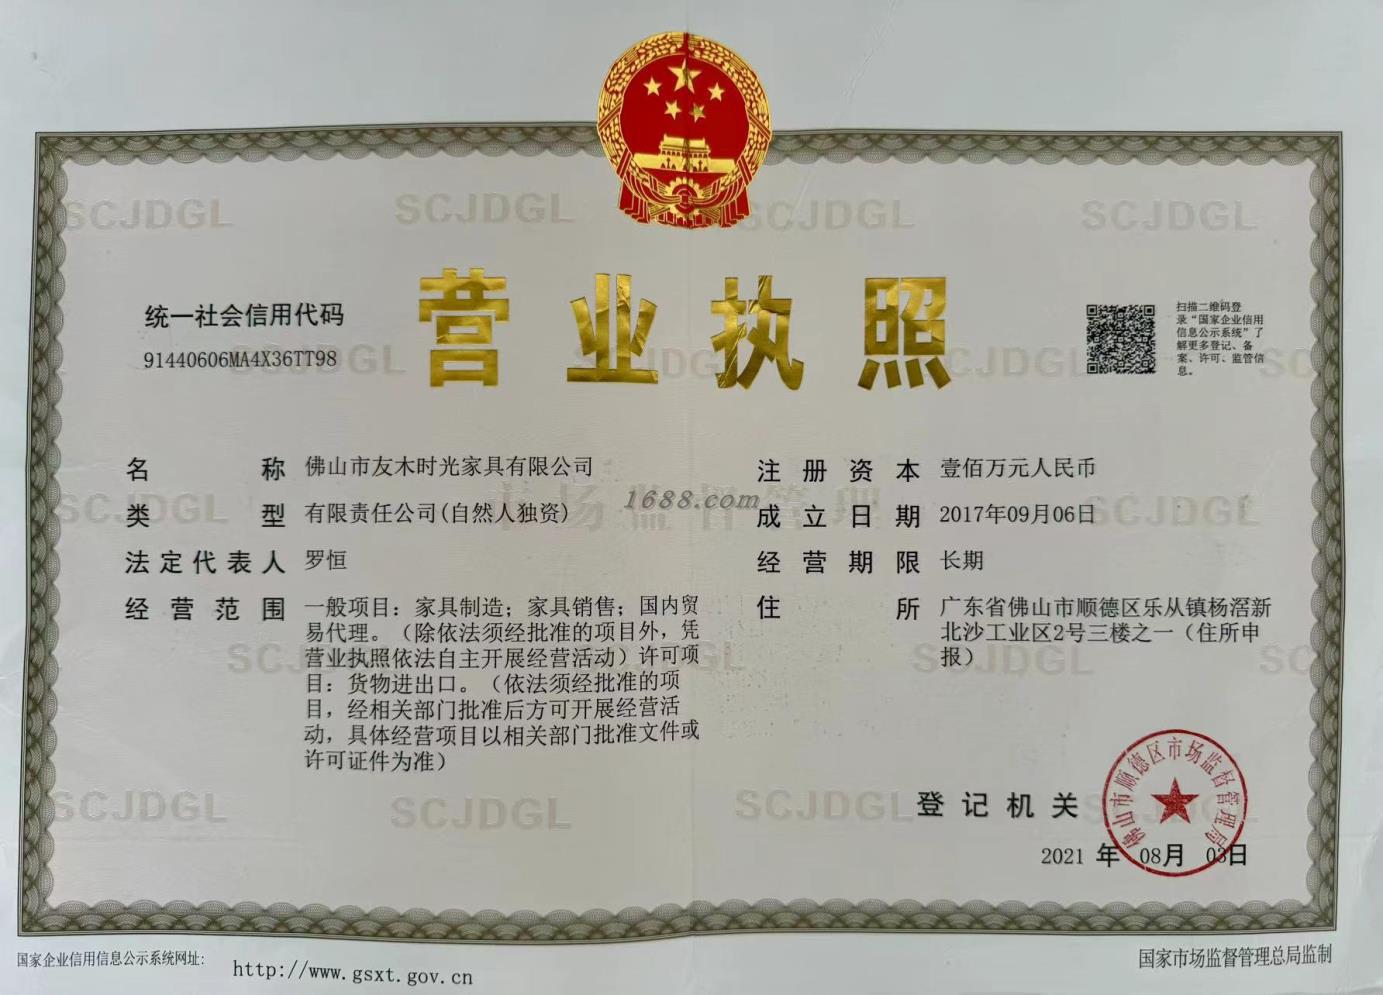 营业执照
统一社会信用代码
91440606MA4X36TT98
扫描二维码登
录“国家企业信用
信息公示系统”了
解更多登记、备
案、许可、监管信
息。
名称 佛山市友木时光家具有限公司
类型 有限责任公司(自然人独资)
法定代表人 罗恒
经营范围 一般项目：家具制造；家具销售；国内贸
易代理。（除依法须经批准的项目外，凭
营业执照依法自主开展经营活动）许可项
目：货物进出口。（依法须经批准的项
目，经相关部门批准后方可开展经营活
动，具体经营项目以相关部门批准文件或
许可证件为准）
注册资本 壹佰万元人民币
成立日期 2017年09月06日
经营期限 长期
住所 广东省佛山市顺德区乐从镇杨滘新
北沙工业区2号三楼之一（住所申
报）
登记机关
佛山市顺德区市场监督管理局
2021 年 08月 03日
1688.com
市场监督管理
SCJDGL
SCJDGL
SCJDGL
SCJDGL
SCJDGL
SCJDGL
SCJDGL
SCJDGL
SCJDGL
SCJDGL
SCJDGL
国家企业信用信息公示系统网址：
http://www.gsxt.gov.cn
国家市场监督管理总局监制